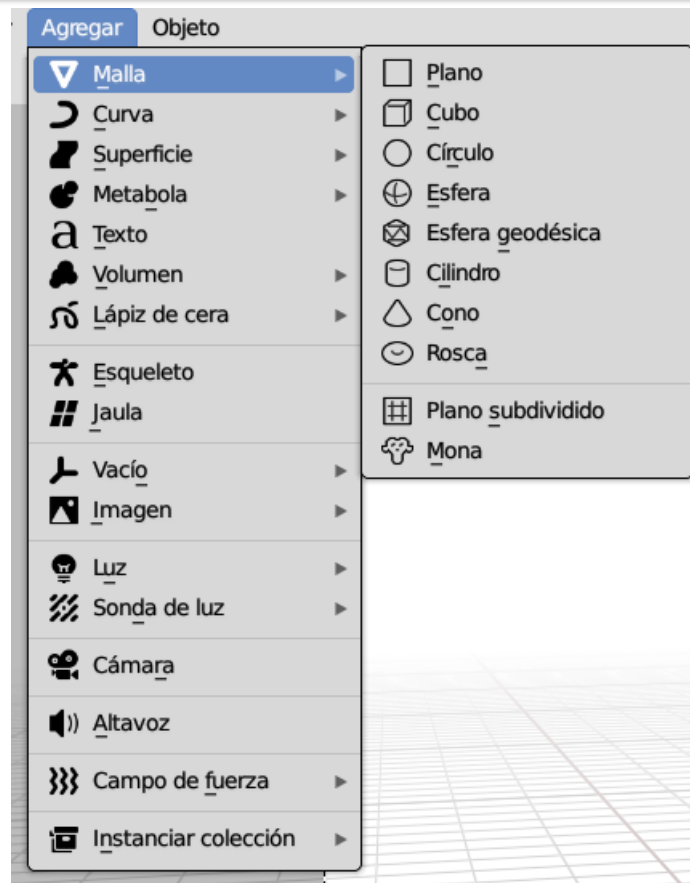 Agregar Objeto
Malla
Curva
Superficie
Metabola
Texto
Volumen
Lápiz de cera
Esqueleto
Jaula
Vacío
Imagen
Luz
Sonda de luz
Cámara
Altavoz
Campo de fuerza
Instanciar colección
Plano
Cubo
Círculo
Esfera
Esfera geodésica
Cilindro
Cono
Rosca
Plano subdividido
Mona